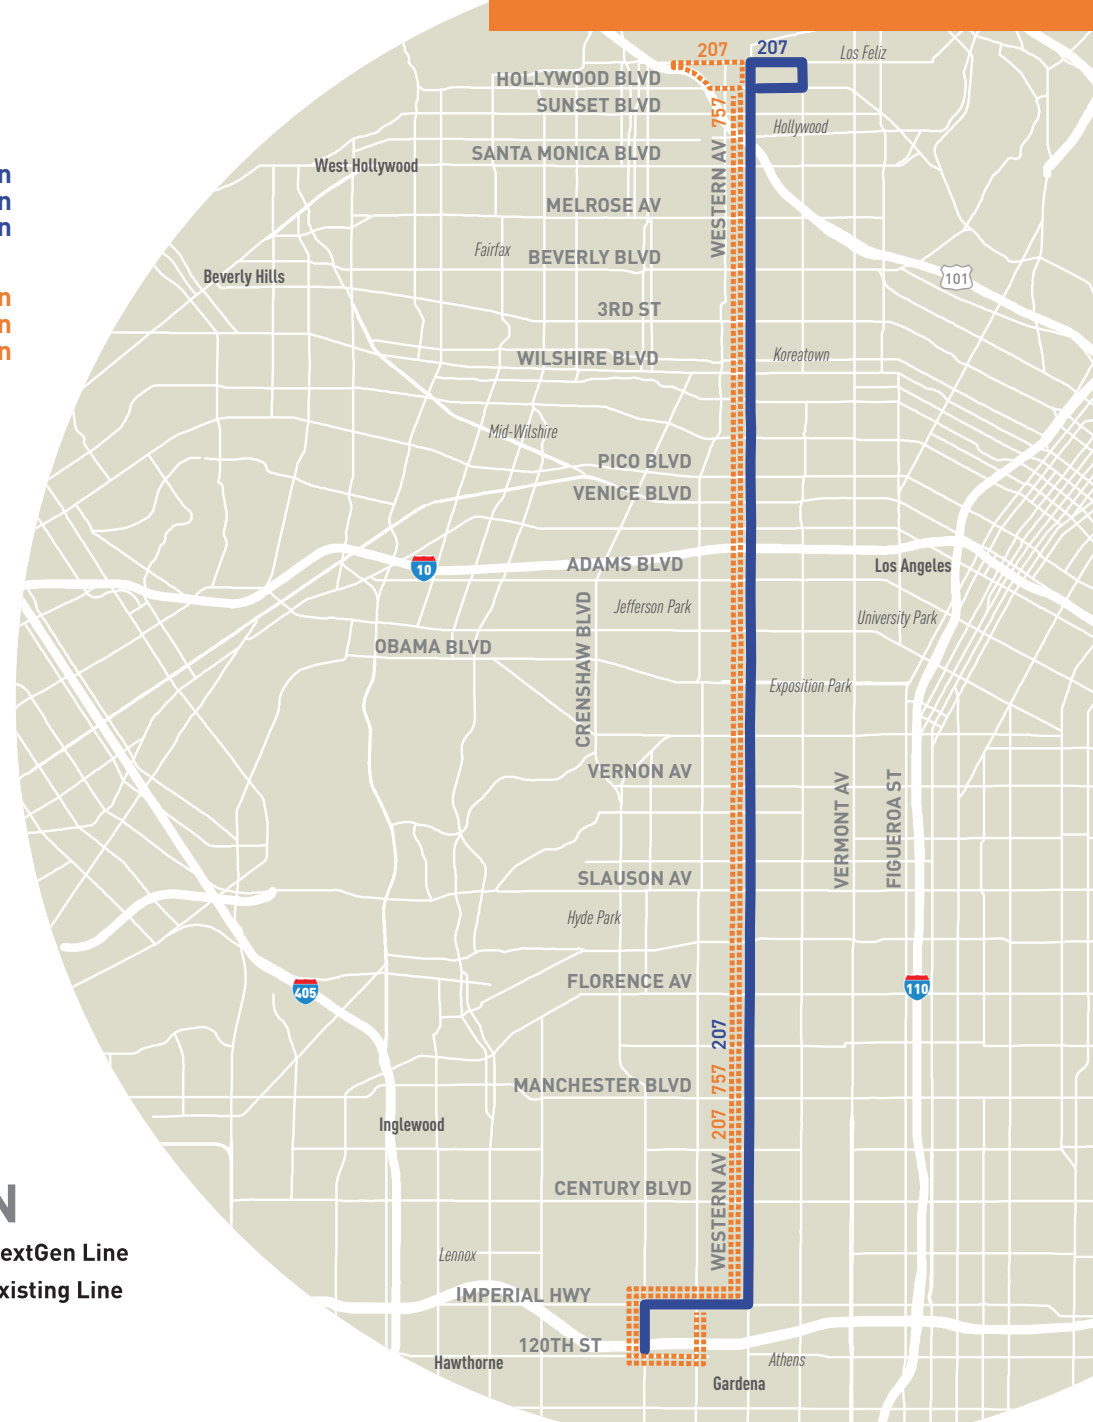 207
207
Los Feliz
HOLLYWOOD BLVD
SUNSET BLVD
757
Hollywood
SANTA MONICA BLVD
West Hollywood
n
n
n
MELROSE AV
WESTERN AV
Fairfax
BEVERLY BLVD
Beverly Hills
101
n
n
n
3RD ST
WILSHIRE BLVD
Koreatown
Mid-Wilshire
PICO BLVD
VENICE BLVD
10
ADAMS BLVD
Los Angeles
Jefferson Park
University Park
OBAMA BLVD
CRENSHAW BLVD
Exposition Park
VERNON AV
VERMONT AV
FIGUEROA ST
SLAUSON AV
Hyde Park
FLORENCE AV
405
110
207
757
MANCHESTER BLVD
207
Inglewood
CENTURY BLVD
WESTERN AV
N
extGen Line
xisting Line
Lennox
IMPERIAL HWY
120TH ST
Hawthorne
Athens
Gardena